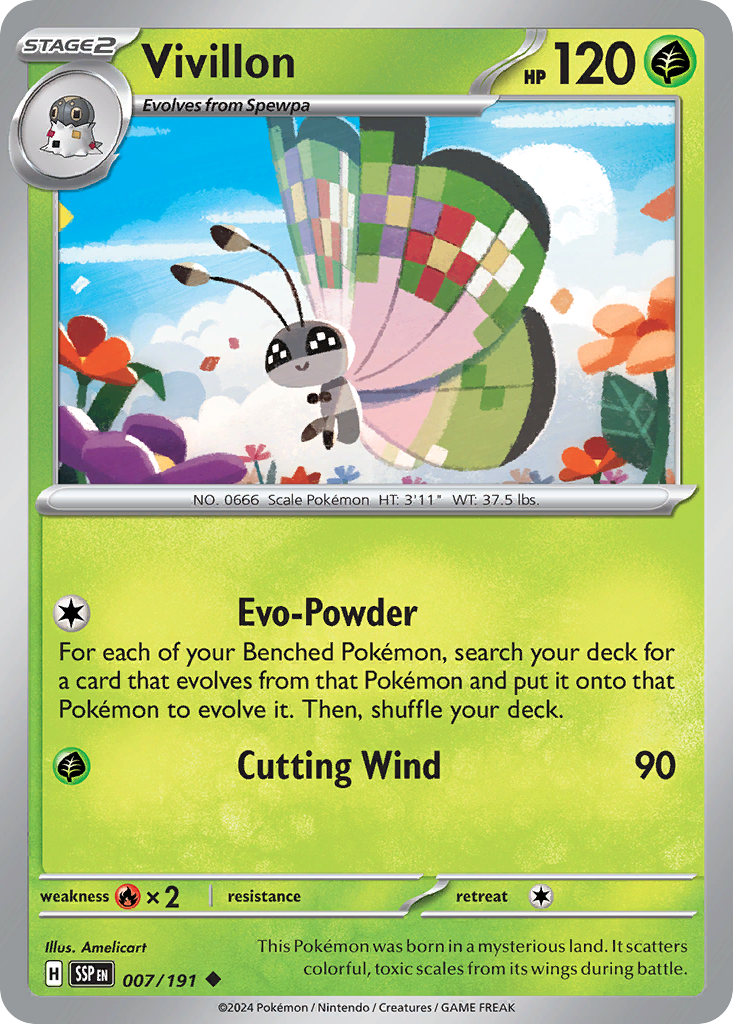 STAGE2
Vivillon
HP 120
Evolves from Spewpa
NO. 0666 Scale Pokémon HT: 3'11" WT: 37.5 lbs.
Evo-Powder
For each of your Benched Pokémon, search your deck for
a card that evolves from that Pokémon and put it onto that
Pokémon to evolve it. Then, shuffle your deck.
Cutting Wind 90
weakness ×2 resistance retreat
Illus. Amelicart
This Pokémon was born in a mysterious land. It scatters
colorful, toxic scales from its wings during battle.
H SSP EN 007/191
©2024 Pokémon / Nintendo / Creatures / GAME FREAK